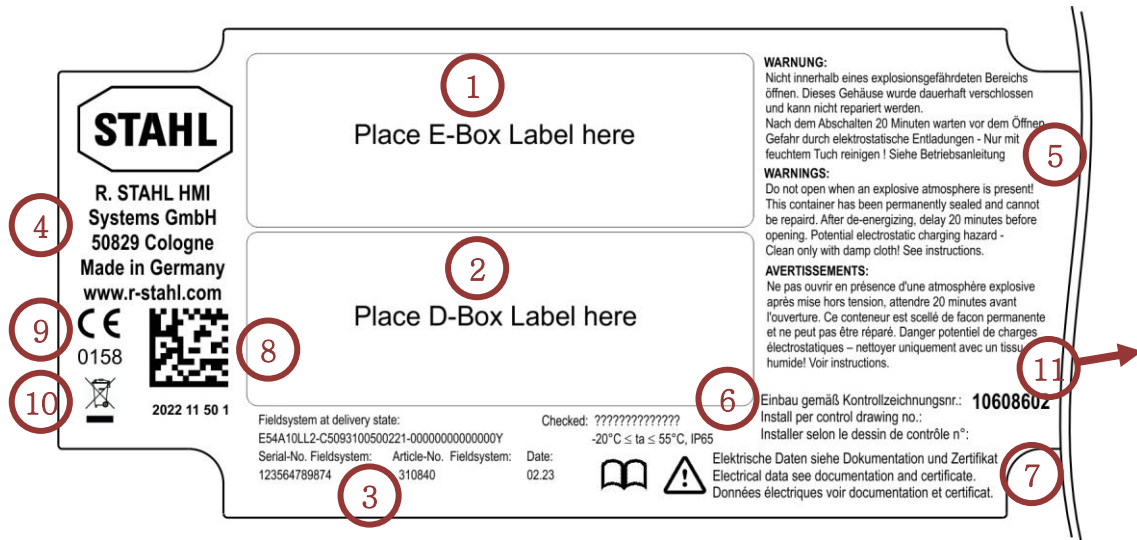 1
Place E-Box Label here
2
Place D-Box Label here
STAHL
R. STAHL HMI
Systems GmbH
50829 Cologne
Made in Germany
www.r-stahl.com
4
9
CE
0158
10
2022 11 50 1
8
WARNUNG:
Nicht innerhalb eines explosionsgefährdeten Bereichs
öffnen. Dieses Gehäuse wurde dauerhaft verschlossen
und kann nicht repariert werden.
Nach dem Abschalten 20 Minuten warten vor dem Öffnen
Gefahr durch elektrostatische Entladungen - Nur mit
feuchtem Tuch reinigen ! Siehe Betriebsanleitung
5
WARNINGS:
Do not open when an explosive atmosphere is present!
This container has been permanently sealed and cannot
be repaird. After de-energizing, delay 20 minutes before
opening. Potential electrostatic charging hazard -
Clean only with damp cloth! See instructions.
AVERTISSEMENTS:
Ne pas ouvrir en présence d'une atmosphère explosive
après mise hors tension, attendre 20 minutes avant
l'ouverture. Ce conteneur est scellé de facon permanente
et ne peut pas être réparé. Danger potentiel de charges
électrostatiques – nettoyer uniquement avec un tissu
humide! Voir instructions.
11
6
Einbau gemäß Kontrollzeichnungsnr.: 10608602
Install per control drawing no.:
Installer selon le dessin de contrôle n°:
Fieldsystem at delivery state:
E54A10LL2-C5093100500221-00000000000000Y
Checked: ??????????????
-20°C ≤ ta ≤ 55°C, IP65
Serial-No. Fieldsystem: Article-No. Fieldsystem: Date:
123564789874 310840 02.23
3
Elektrische Daten siehe Dokumentation und Zertifikat
Electrical data see documentation and certificate.
Données électriques voir documentation et certificat.
7